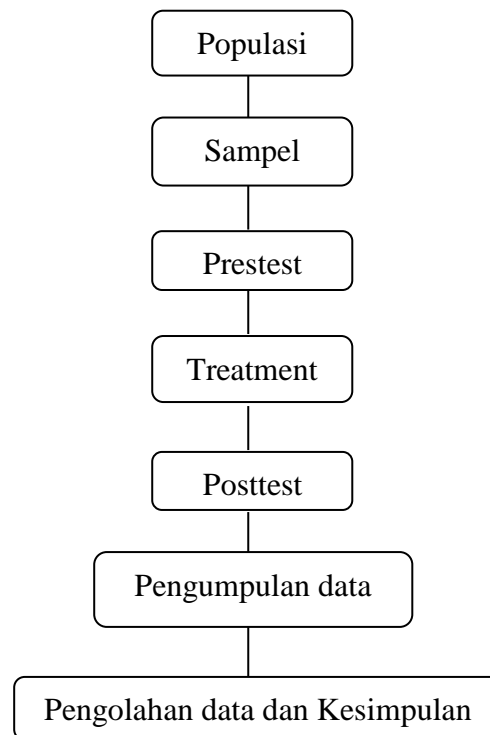 Populasi
Sampel
Prestest
Treatment
Posttest
Pengumpulan data
Pengolahan data dan Kesimpulan